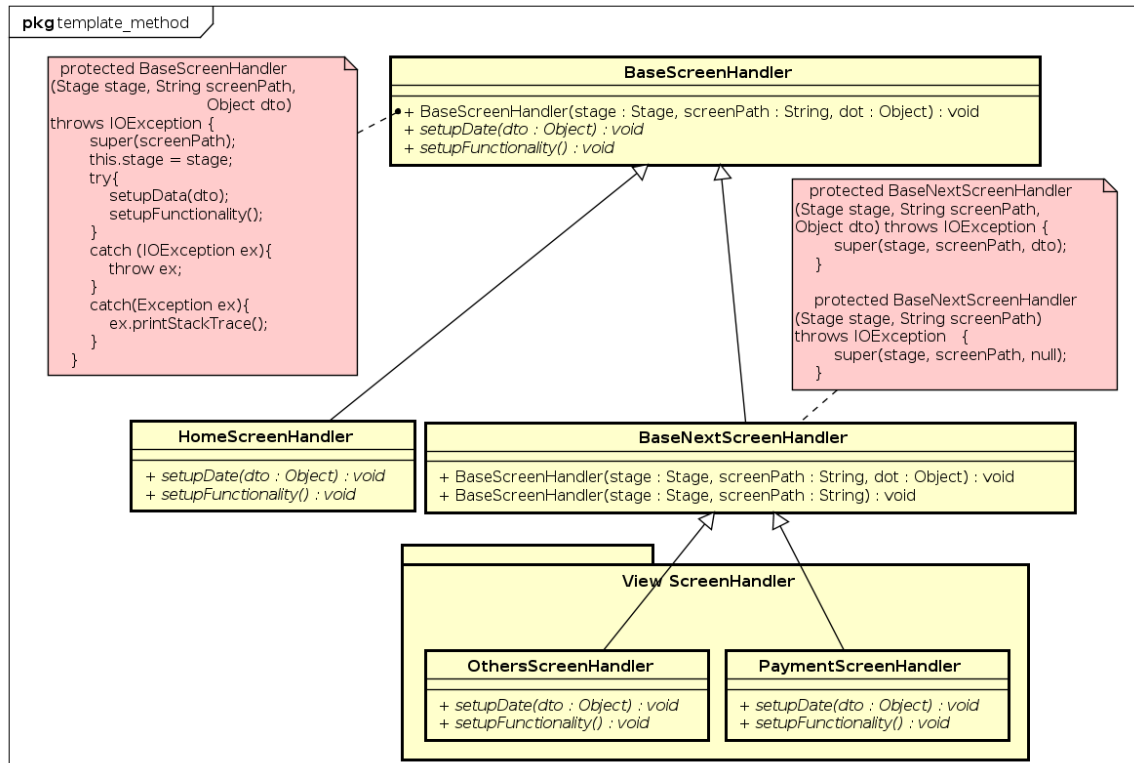 pkg template_method
protected BaseScreenHandler
(Stage stage, String screenPath,
Object dto)
throws IOException {
super(screenPath);
this.stage = stage;
try{
setupData(dto);
setupFunctionality();
}
catch (IOException ex){
throw ex;
}
catch(Exception ex){
ex.printStackTrace();
}
}
BaseScreenHandler
+ BaseScreenHandler(stage : Stage, screenPath : String, dot : Object) : void
+ setupDate(dto : Object) : void
+ setupFunctionality() : void
protected BaseNextScreenHandler
(Stage stage, String screenPath,
Object dto) throws IOException {
super(stage, screenPath, dto);
}
protected BaseNextScreenHandler
(Stage stage, String screenPath)
throws IOException {
super(stage, screenPath, null);
}
HomeScreenHandler
+ setupDate(dto : Object) : void
+ setupFunctionality() : void
BaseNextScreenHandler
+ BaseScreenHandler(stage : Stage, screenPath : String, dot : Object) : void
+ BaseScreenHandler(stage : Stage, screenPath : String) : void
View ScreenHandler
OthersScreenHandler
+ setupDate(dto : Object) : void
+ setupFunctionality() : void
PaymentScreenHandler
+ setupDate(dto : Object) : void
+ setupFunctionality() : void